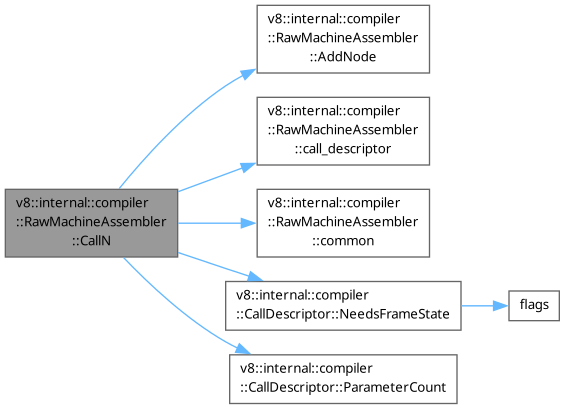 v8::internal::compiler
::RawMachineAssembler
::CallN
v8::internal::compiler
::RawMachineAssembler
::AddNode
v8::internal::compiler
::RawMachineAssembler
::call_descriptor
v8::internal::compiler
::RawMachineAssembler
::common
v8::internal::compiler
::CallDescriptor::NeedsFrameState
flags
v8::internal::compiler
::CallDescriptor::ParameterCount